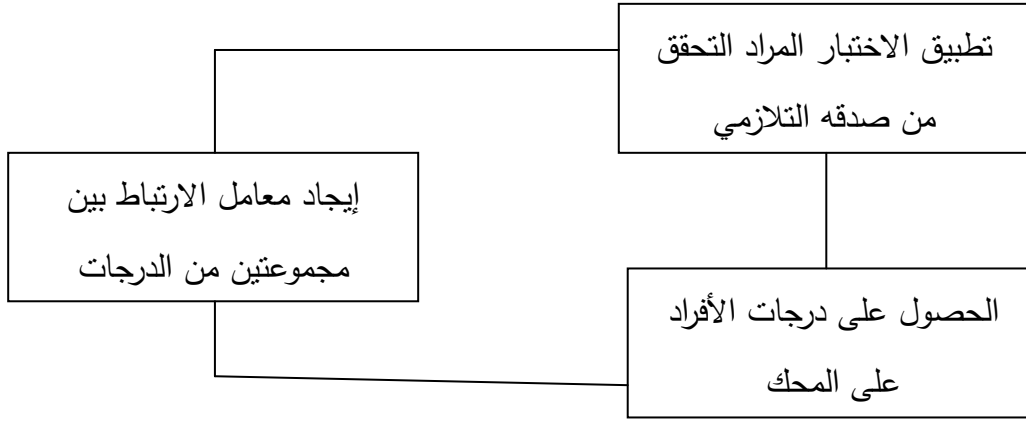 تطبيق الاختبار المراد التحقق
من صدقه التلازمي
إيجاد معامل الارتباط بين
مجموعتين من الدرجات
الحصول على درجات الأفراد
على المحك